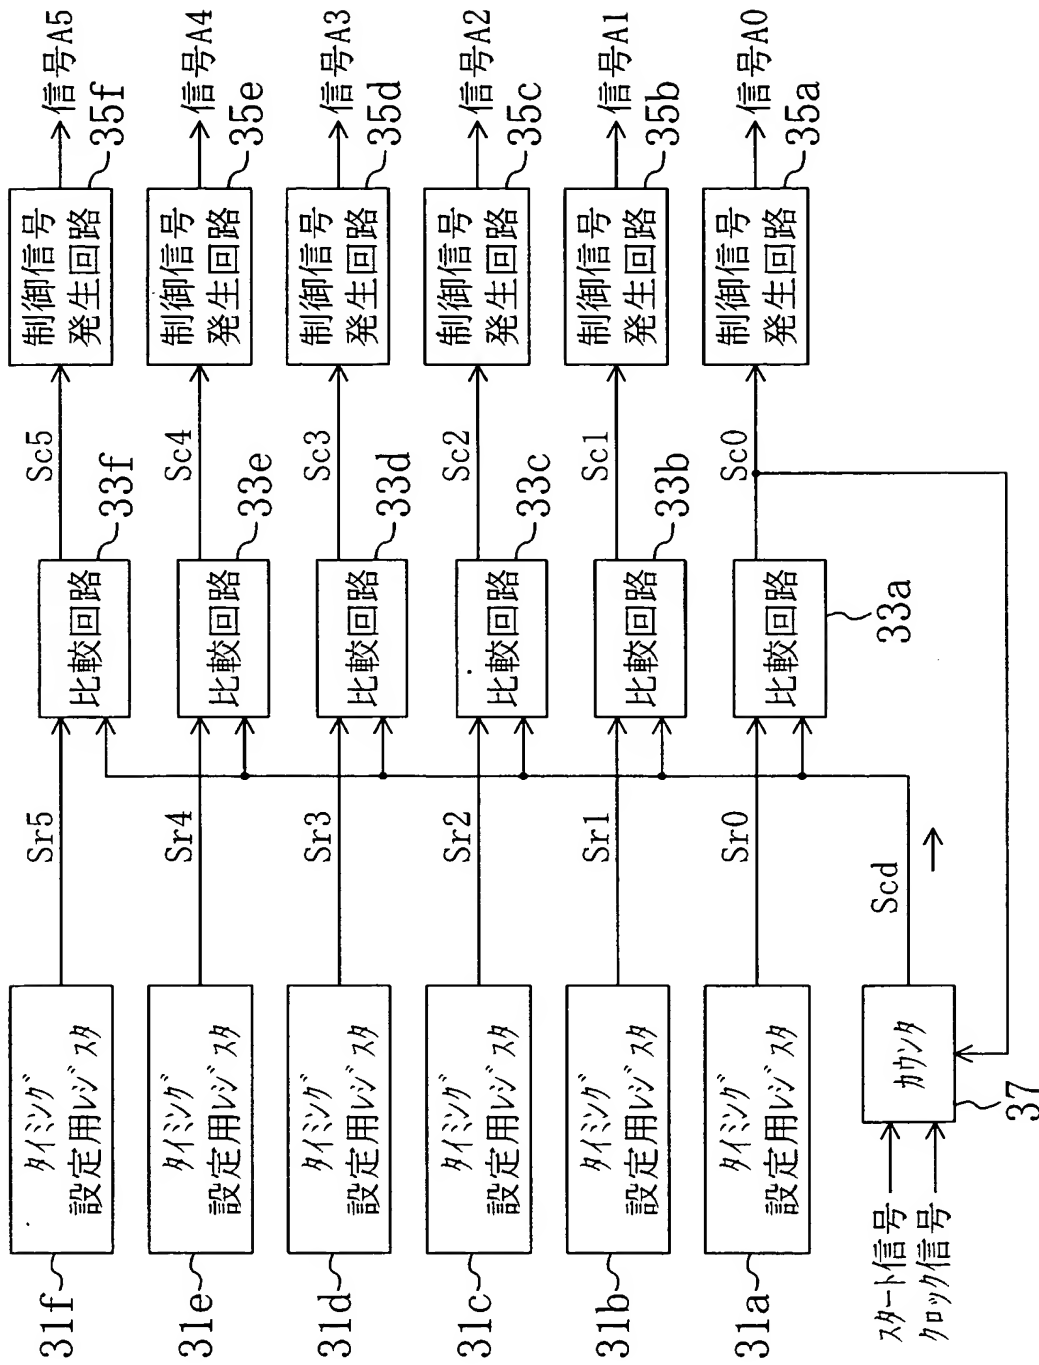 31f
タイミング
設定用レジスタ
Sr5
比較回路
33f
Sc5
制御信号
発生回路
35f
信号A5
31e
タイミング
設定用レジスタ
Sr4
比較回路
33e
Sc4
制御信号
発生回路
35e
信号A4
31d
タイミング
設定用レジスタ
Sr3
比較回路
33d
Sc3
制御信号
発生回路
35d
信号A3
31c
タイミング
設定用レジスタ
Sr2
比較回路
33c
Sc2
制御信号
発生回路
35c
信号A2
31b
タイミング
設定用レジスタ
Sr1
比較回路
33b
Sc1
制御信号
発生回路
35b
信号A1
31a
タイミング
設定用レジスタ
Sr0
比較回路
33a
Sc0
制御信号
発生回路
35a
信号A0
スタート信号
クロック信号
カウンタ
37
Scd